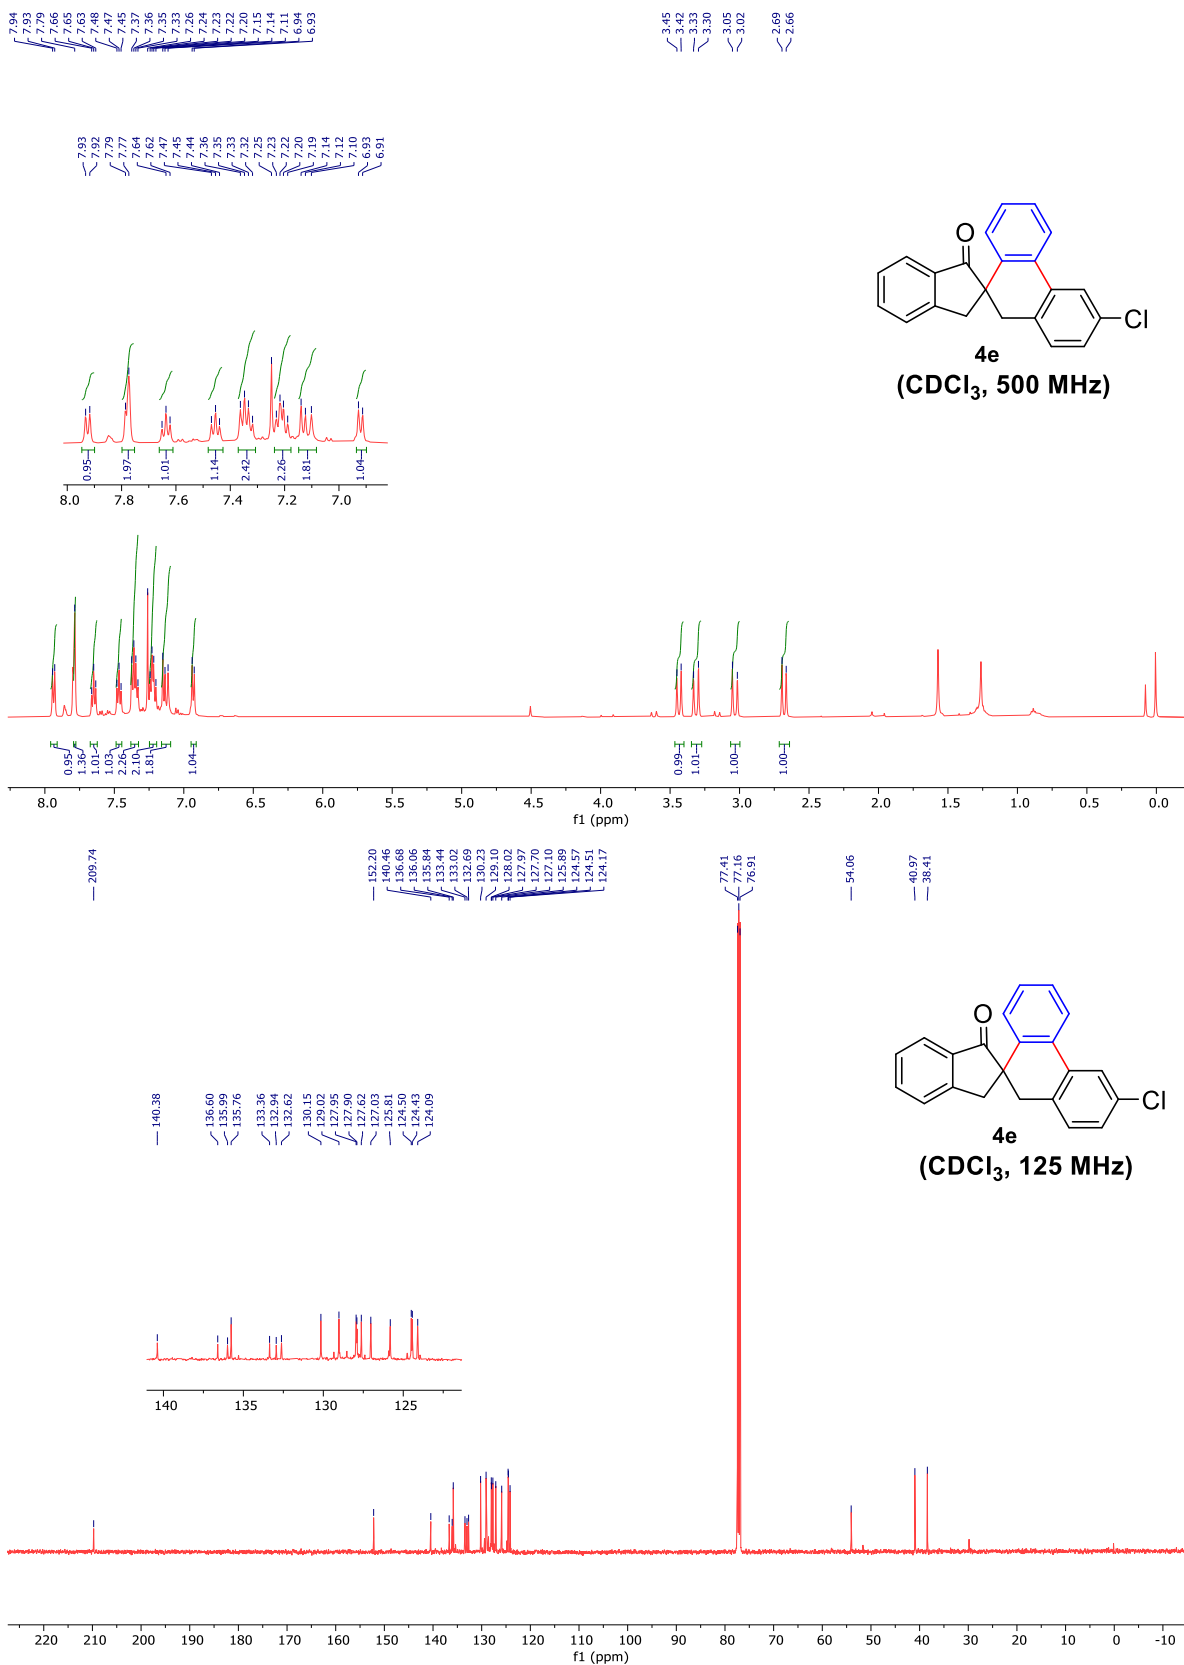 7.94 7.93 7.79 7.66 7.65 7.63 7.48 7.47 7.45 7.37 7.36 7.35 7.33 7.26 7.24 7.23 7.22 7.20 7.15 7.14 7.11 6.94 6.93
3.45 3.42 3.33 3.30 3.05 3.02 2.69 2.66
7.93 7.92 7.79 7.77 7.64 7.62 7.47 7.45 7.44 7.36 7.35 7.33 7.32 7.25 7.23 7.22 7.20 7.19 7.14 7.12 7.10 6.93 6.91
O
Cl
4e
(CDCl3, 500 MHz)
0.95 1.97 1.01 1.14 2.42 2.26 1.81 1.04
8.0 7.8 7.6 7.4 7.2 7.0
0.95 1.36 1.01 1.03 2.26 2.10 1.81 1.04 0.99 1.01 1.00 1.00
8.0 7.5 7.0 6.5 6.0 5.5 5.0 4.5 4.0 3.5 3.0 2.5 2.0 1.5 1.0 0.5 0.0
f1 (ppm)
209.74 152.20 140.46 136.68 136.06 135.84 133.44 133.02 132.69 130.23 129.10 128.02 127.97 127.70 127.10 125.89 124.57 124.51 124.17 77.41 77.16 76.91 54.06 40.97 38.41
O
Cl
4e
(CDCl3, 125 MHz)
140.38 136.60 135.99 135.76 133.36 132.94 132.62 130.15 129.02 127.95 127.90 127.62 127.03 125.81 124.50 124.43 124.09
140 135 130 125
220 210 200 190 180 170 160 150 140 130 120 110 100 90 80 70 60 50 40 30 20 10 0 -10
f1 (ppm)